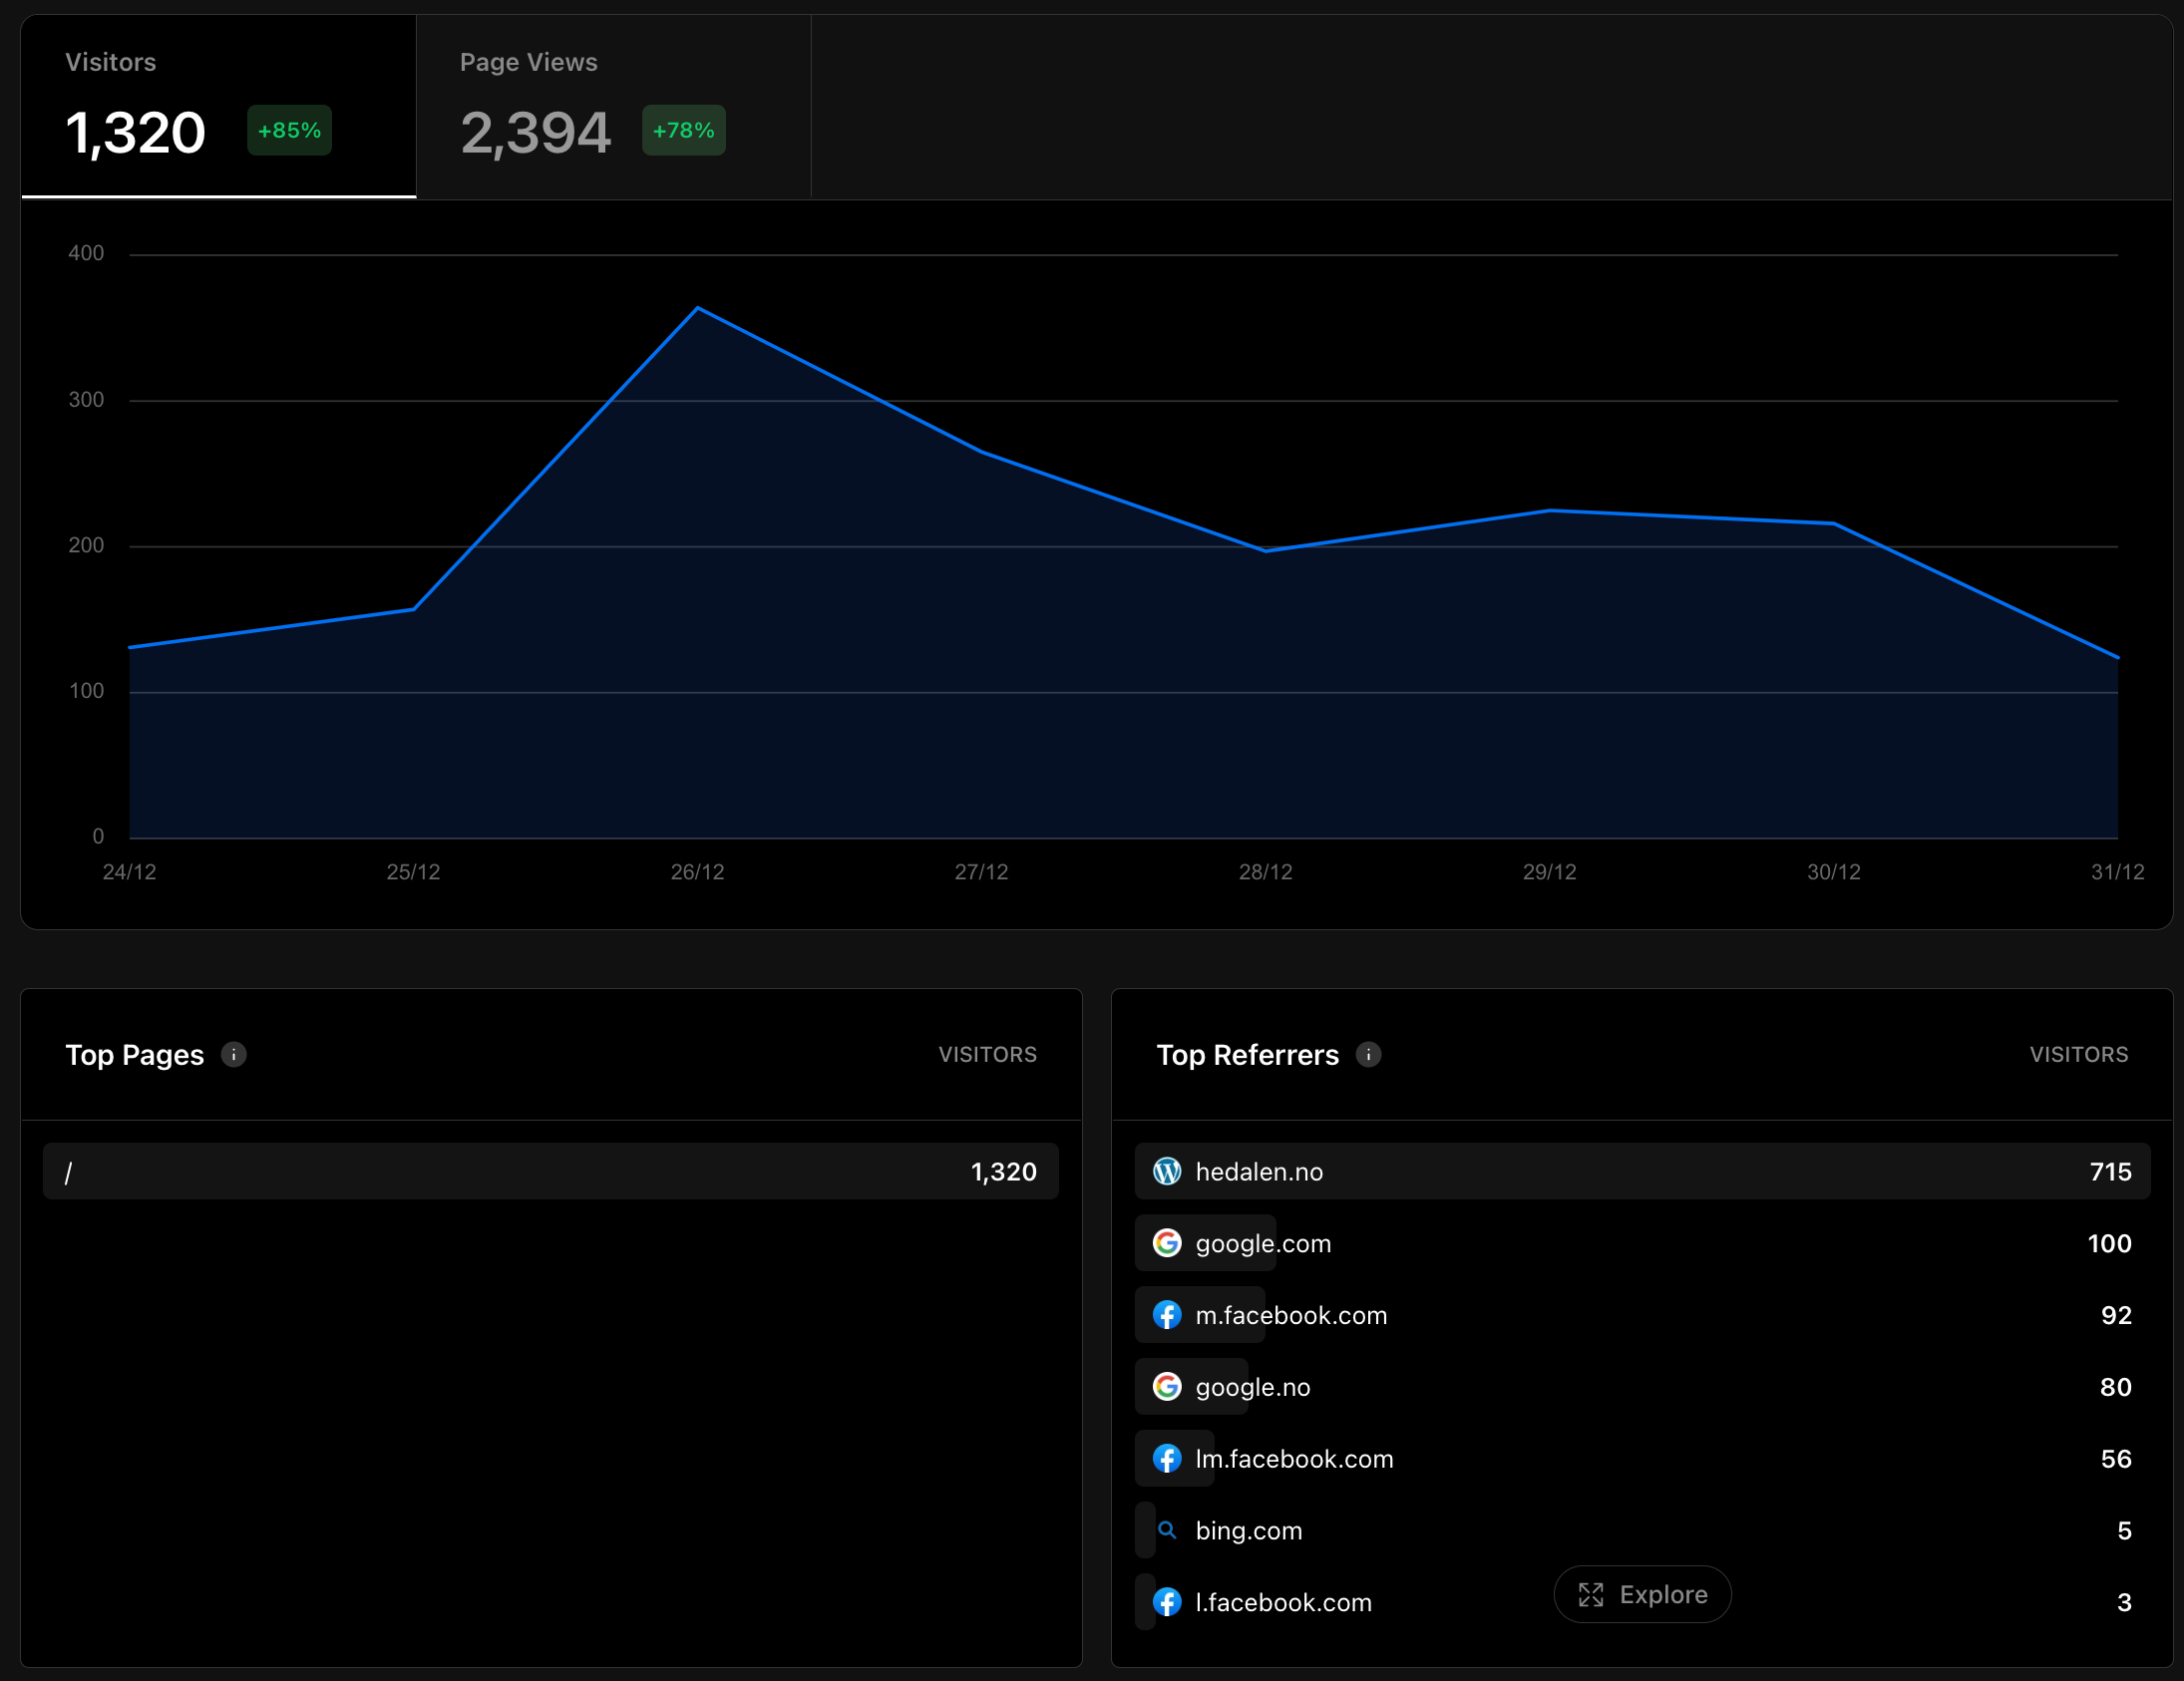 Visitors
1,320 +85%
Page Views
2,394 +78%
400
300
200
100
0
24/12 25/12 26/12 27/12 28/12 29/12 30/12 31/12
Top Pages i VISITORS
/ 1,320
Top Referrers i VISITORS
hedalen.no 715
google.com 100
m.facebook.com 92
google.no 80
lm.facebook.com 56
bing.com 5
l.facebook.com 3
Explore